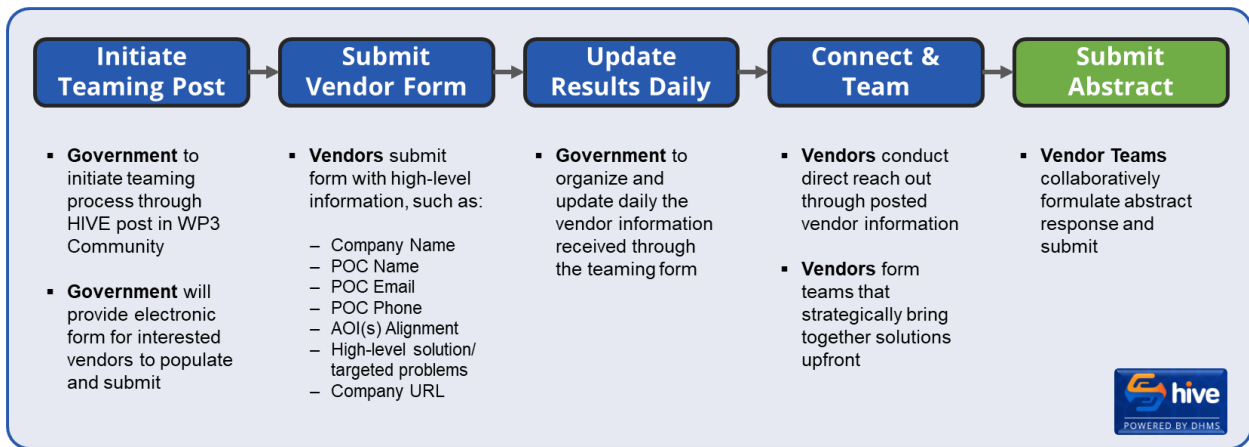 Initiate
Teaming Post
Submit
Vendor Form
Update
Results Daily
Connect &
Team
Submit
Abstract
▪ Government to
initiate teaming
process through
HIVE post in WP3
Community
▪ Government will
provide electronic
form for interested
vendors to populate
and submit
▪ Vendors submit
form with high-level
information, such as:
– Company Name
– POC Name
– POC Email
– POC Phone
– AOI(s) Alignment
– High-level solution/
targeted problems
– Company URL
▪ Government to
organize and
update daily the
vendor information
received through
the teaming form
▪ Vendors conduct
direct reach out
through posted
vendor information
▪ Vendors form
teams that
strategically bring
together solutions
upfront
▪ Vendor Teams
collaboratively
formulate abstract
response and
submit
hive
POWERED BY DHMS